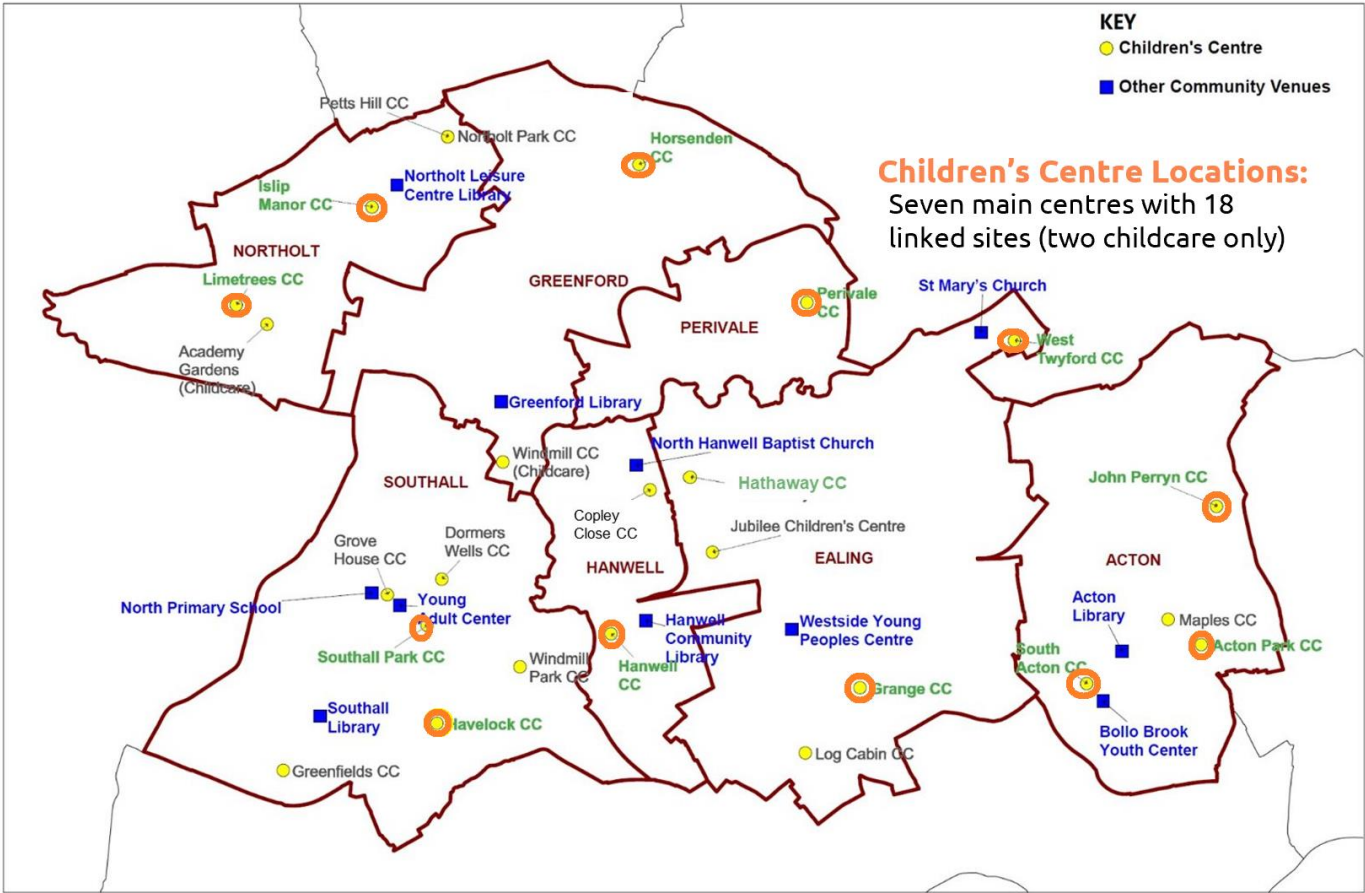 KEY
Children's Centre
Other Community Venues
Children's Centre Locations:
Seven main centres with 18
linked sites (two childcare only)
Petts Hill CC
Northolt Park CC
Horsenden
CC
Northolt Leisure
Centre Library
Islip
Manor CC
NORTHOLT
Limetrees CC
Academy
Gardens
(Childcare)
GREENFORD
PERIVALE
Perivale
CC
St Mary's Church
West
Twyford CC
Greenford Library
Windmill CC
(Childcare)
North Hanwell Baptist Church
Hathaway CC
Copley
Close CC
Jubilee Children's Centre
SOUTHALL
HANWELL
EALING
ACTON
John Perryn CC
Grove
House CC
Dormers
Wells CC
North Primary School
Young
Adult Center
Southall Park CC
Windmill
Park CC
Hanwell
Community
Library
Hanwell
CC
Westside Young
Peoples Centre
Grange CC
Log Cabin CC
Southall
Library
Havelock CC
Greenfields CC
Acton
Library
Maples CC
Acton Park CC
South
Acton CC
Bollo Brook
Youth Center